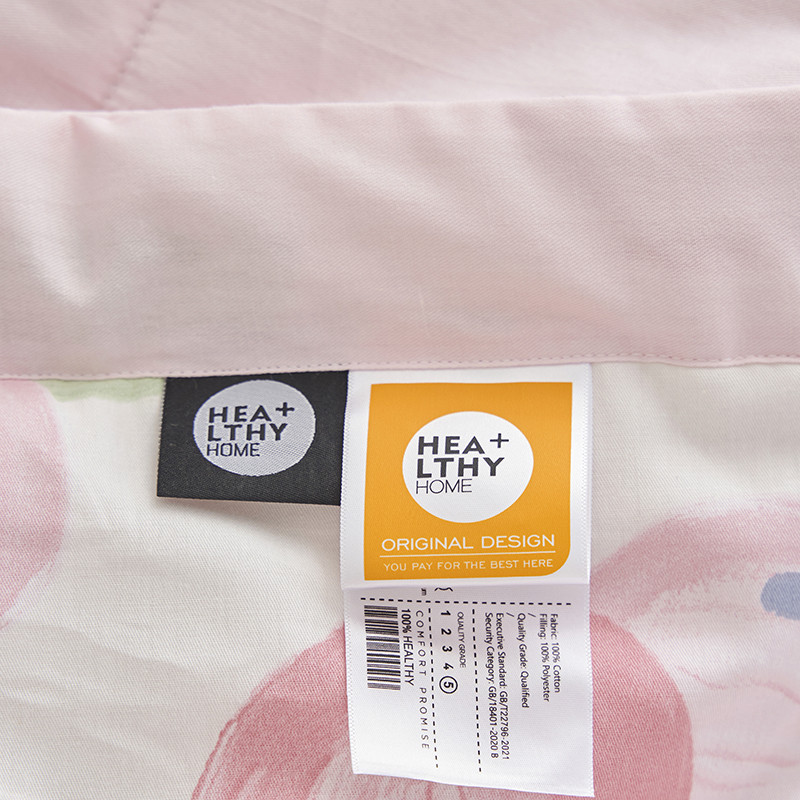 HEA+
LTHY
HOME
HEA+
LTHY
HOME
ORIGINAL DESIGN
YOU PAY FOR THE BEST HERE
Fabric: 100% Cotton
Filling: 100% Polyester
/
Quality Grade: Qualified
/
Executive Standard: GB/T22796-2021
Security Category: GB/18401-2020 B
QUALITY GRADE
1 2 3 4 5
COMFORT PROMISE
100% HEALTHY